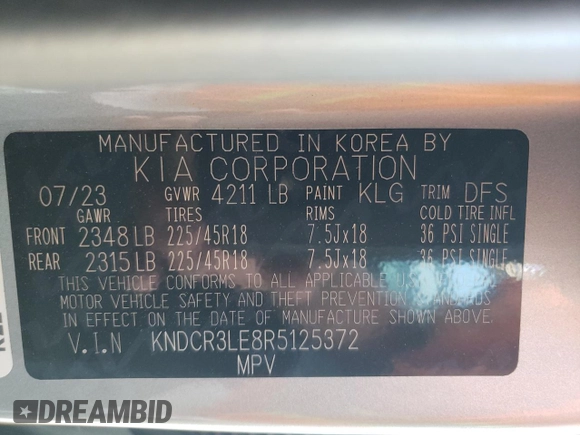 MANUFACTURED IN KOREA BY
KIA CORPORATION
07/23 GVWR 4211 LB PAINT KLG TRIM DFS
GAWR TIRES RIMS COLD TIRE INFL
FRONT 2348 LB 225/45R18 7.5Jx18 36 PSI SINGLE
REAR 2315 LB 225/45R18 7.5Jx18 36 PSI SINGLE
THIS VEHICLE CONFORMS TO ALL APPLICABLE U.S. FEDERAL
MOTOR VEHICLE SAFETY AND THEFT PREVENTION STANDARDS
IN EFFECT ON THE DATE OF MANUFACTURE SHOWN ABOVE.
V.I.N KNDCR3LE8R5125372
MPV
DREAMBID